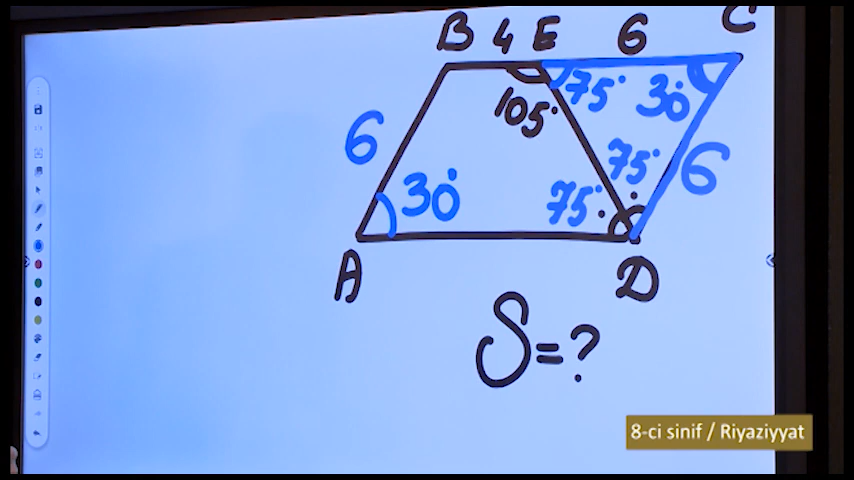 B 4 E 6 C
105° 75° 30°
6 75° 6
30° 75°
A D
S=?
8-ci sinif / Riyaziyyat